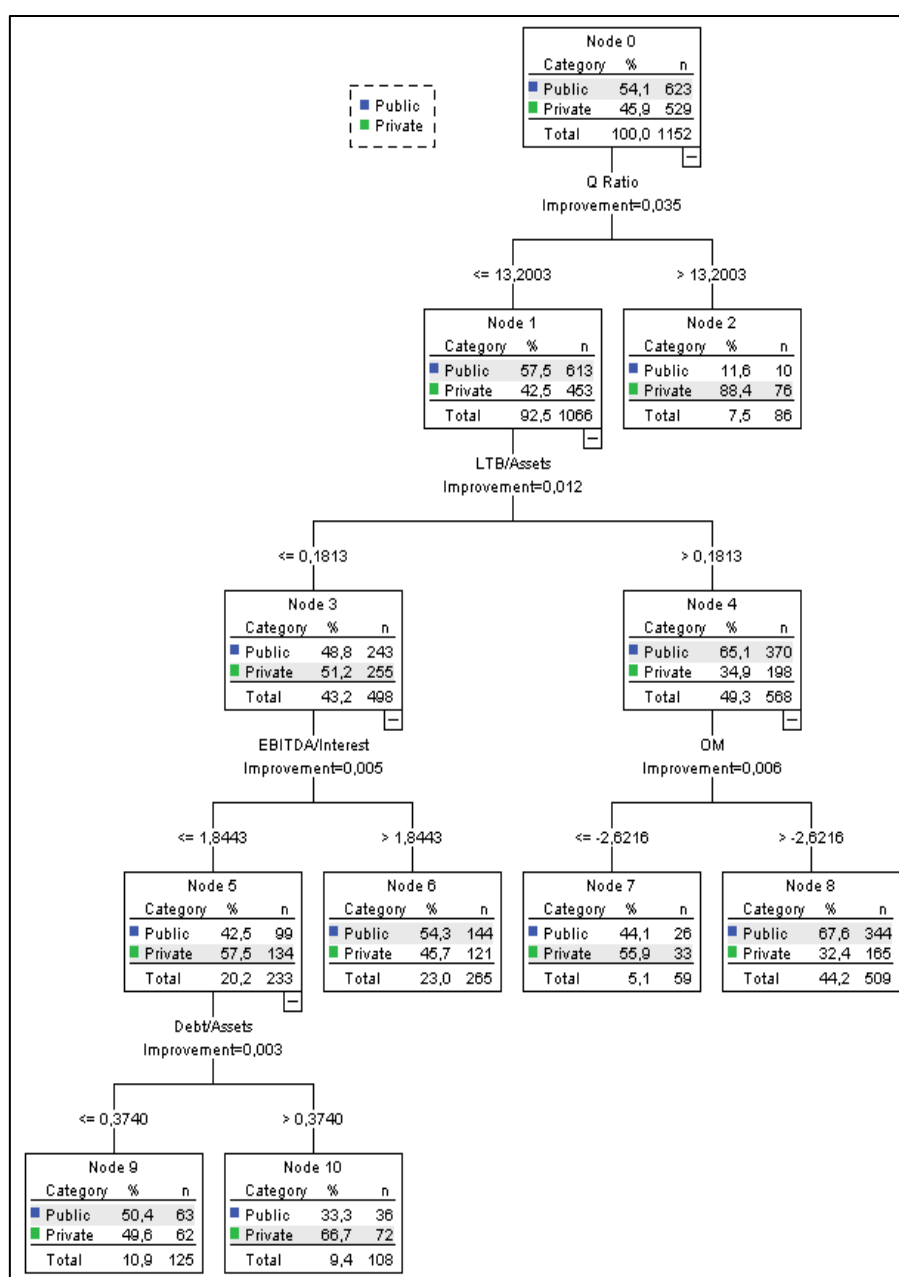 Node 0
Category % n
Public 54,1 623
Private 45,9 529
Total 100,0 1152
Public
Private
Q Ratio
Improvement=0,035
<= 13,2003
> 13,2003
Node 1
Category % n
Public 57,5 613
Private 42,5 453
Total 92,5 1066
Node 2
Category % n
Public 11,6 10
Private 88,4 76
Total 7,5 86
LTB/Assets
Improvement=0,012
<= 0,1813
> 0,1813
Node 3
Category % n
Public 48,8 243
Private 51,2 255
Total 43,2 498
Node 4
Category % n
Public 65,1 370
Private 34,9 198
Total 49,3 568
EBITDA/Interest
Improvement=0,005
OM
Improvement=0,006
<= 1,8443
> 1,8443
<= -2,6216
> -2,6216
Node 5
Category % n
Public 42,5 99
Private 57,5 134
Total 20,2 233
Node 6
Category % n
Public 54,3 144
Private 45,7 121
Total 23,0 265
Node 7
Category % n
Public 44,1 26
Private 55,9 33
Total 5,1 59
Node 8
Category % n
Public 67,6 344
Private 32,4 165
Total 44,2 509
Debt/Assets
Improvement=0,003
<= 0,3740
> 0,3740
Node 9
Category % n
Public 50,4 63
Private 49,6 62
Total 10,9 125
Node 10
Category % n
Public 33,3 36
Private 66,7 72
Total 9,4 108